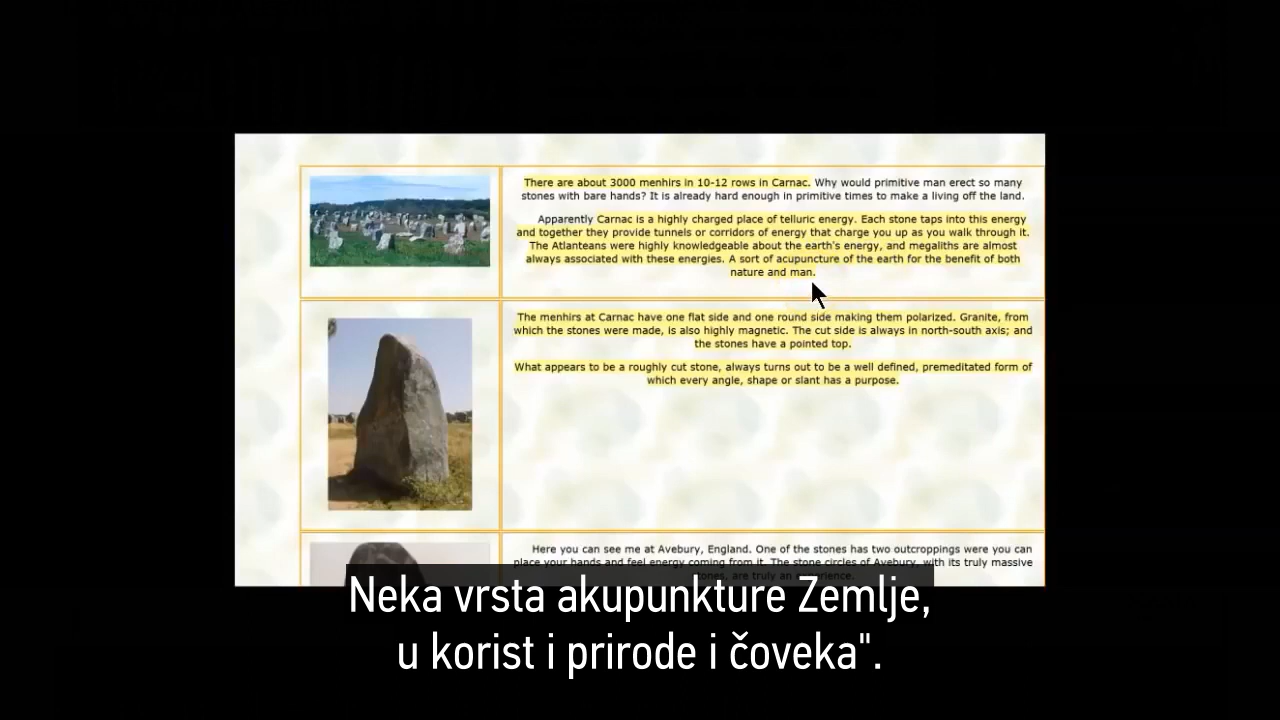 There are about 3000 menhirs in 10-12 rows in Carnac. Why would primitive man erect so many
stones with bare hands? It is already hard enough in primitive times to make a living off the land.
Apparently Carnac is a highly charged place of telluric energy. Each stone taps into this energy
and together they provide tunnels or corridors of energy that charge you up as you walk through it.
The Atlanteans were highly knowledgeable about the earth's energy, and megaliths are almost
always associated with these energies. A sort of acupuncture of the earth for the benefit of both
nature and man.
The menhirs at Carnac have one flat side and one round side making them polarized. Granite, from
which the stones were made, is also highly magnetic. The cut side is always in north-south axis; and
the stones have a pointed top.
What appears to be a roughly cut stone, always turns out to be a well defined, premeditated form of
which every angle, shape or slant has a purpose.
Here you can see me at Avebury, England. One of the stones has two outcroppings were you can
place your hands and feel energy coming from it. The stone circles of Avebury, with its truly massive
stones, are truly an experience.
Neka vrsta akupunkture Zemlje,
u korist i prirode i čoveka".